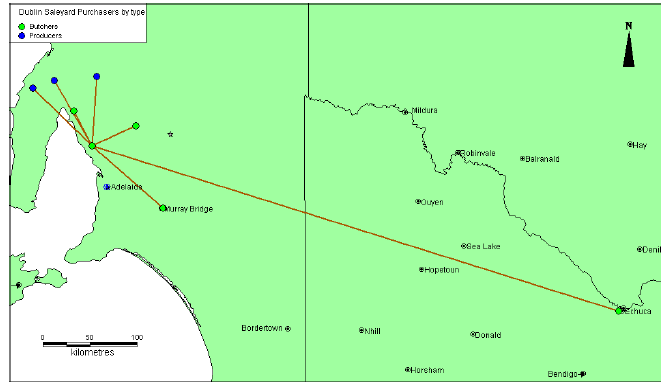 Dublin Saleyard Purchasers by type
Butchers
Producers
N
Mildura
Robinvale
Balranald
Hay
Adelaide
Ouyen
Murray Bridge
Sea Lake
Denil
Hopetoun
Echuca
Bordertown
Nhill
Donald
0 50 100
kilometres
Horsham
Bendigo